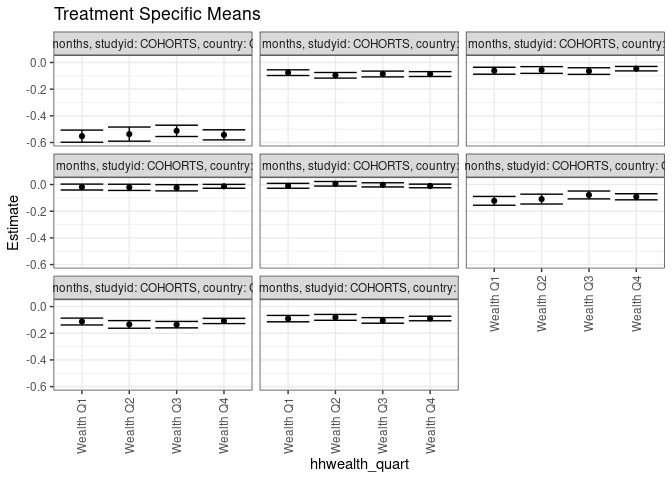 Treatment Specific Means
months, studyid: COHORTS, country:
months, studyid: COHORTS, country:
months, studyid: COHORTS, country:
0.0
-0.2
-0.4
-0.6
months, studyid: COHORTS, country:
months, studyid: COHORTS, country:
months, studyid: COHORTS, country:
0.0
-0.2
-0.4
-0.6
months, studyid: COHORTS, country:
months, studyid: COHORTS, country:
0.0
-0.2
-0.4
-0.6
Estimate
Wealth Q1
Wealth Q2
Wealth Q3
Wealth Q4
Wealth Q1
Wealth Q2
Wealth Q3
Wealth Q4
Wealth Q1
Wealth Q2
Wealth Q3
Wealth Q4
hhwealth_quart